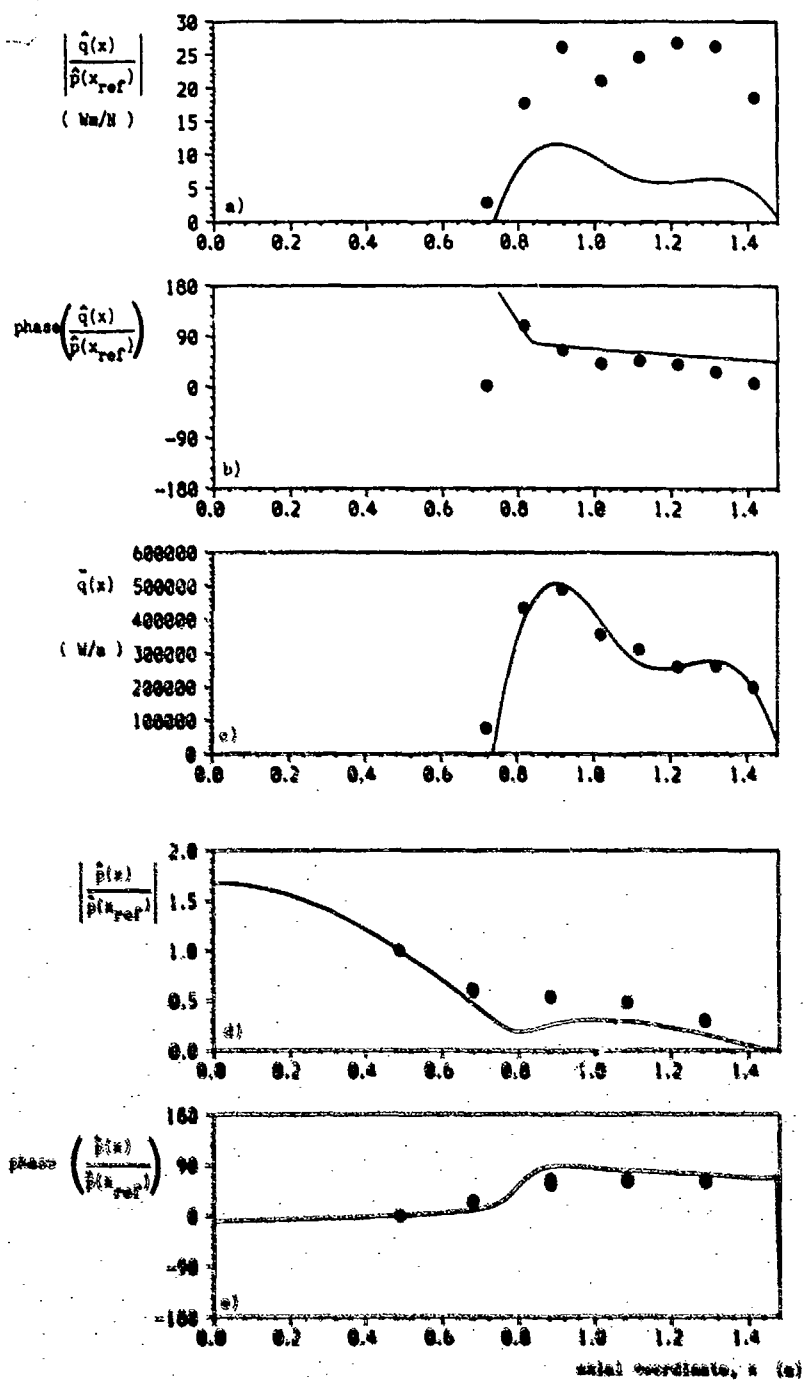 | q̂(x) / p̂(x_ref) |
( Wm/N )
30
25
20
15
10
5
0
a)
0.0 0.2 0.4 0.6 0.8 1.0 1.2 1.4
phase ( q̂(x) / p̂(x_ref) )
180
90
0
-90
-180
b)
0.0 0.2 0.4 0.6 0.8 1.0 1.2 1.4
q̄(x)
( W/m )
600000
500000
400000
300000
200000
100000
0
c)
0.0 0.2 0.4 0.6 0.8 1.0 1.2 1.4
| p̂(x) / p̂(x_ref) |
2.0
1.5
1.0
0.5
0.0
d)
0.0 0.2 0.4 0.6 0.8 1.0 1.2 1.4
phase ( p̂(x) / p̂(x_ref) )
180
90
0
-90
-180
e)
0.0 0.2 0.4 0.6 0.8 1.0 1.2 1.4
axial coordinate, x (m)